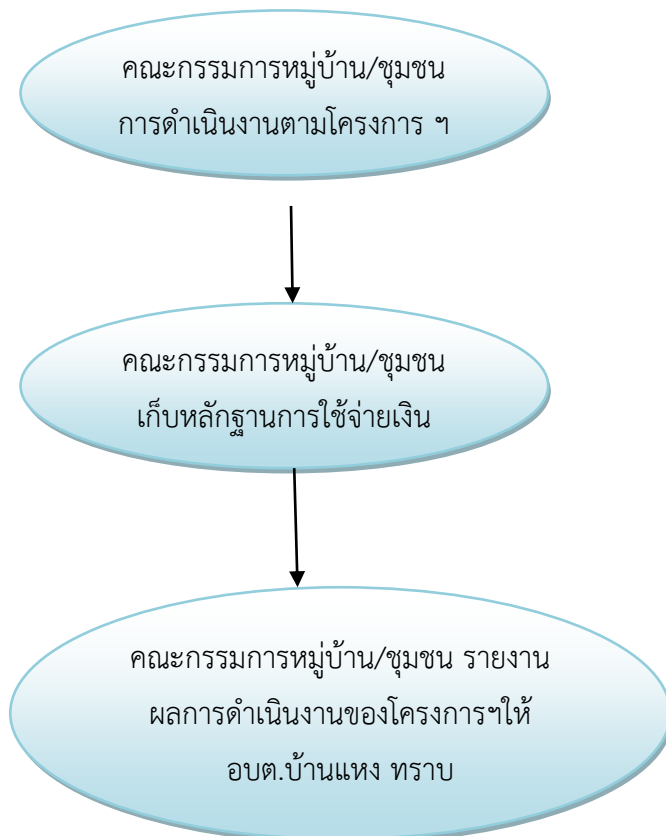 คณะกรรมการหมู่บ้าน/ชุมชน
การดำเนินงานตามโครงการ ฯ
คณะกรรมการหมู่บ้าน/ชุมชน
เก็บหลักฐานการใช้จ่ายเงิน
คณะกรรมการหมู่บ้าน/ชุมชน รายงาน
ผลการดำเนินงานของโครงการฯให้
อบต.บ้านแหง ทราบ